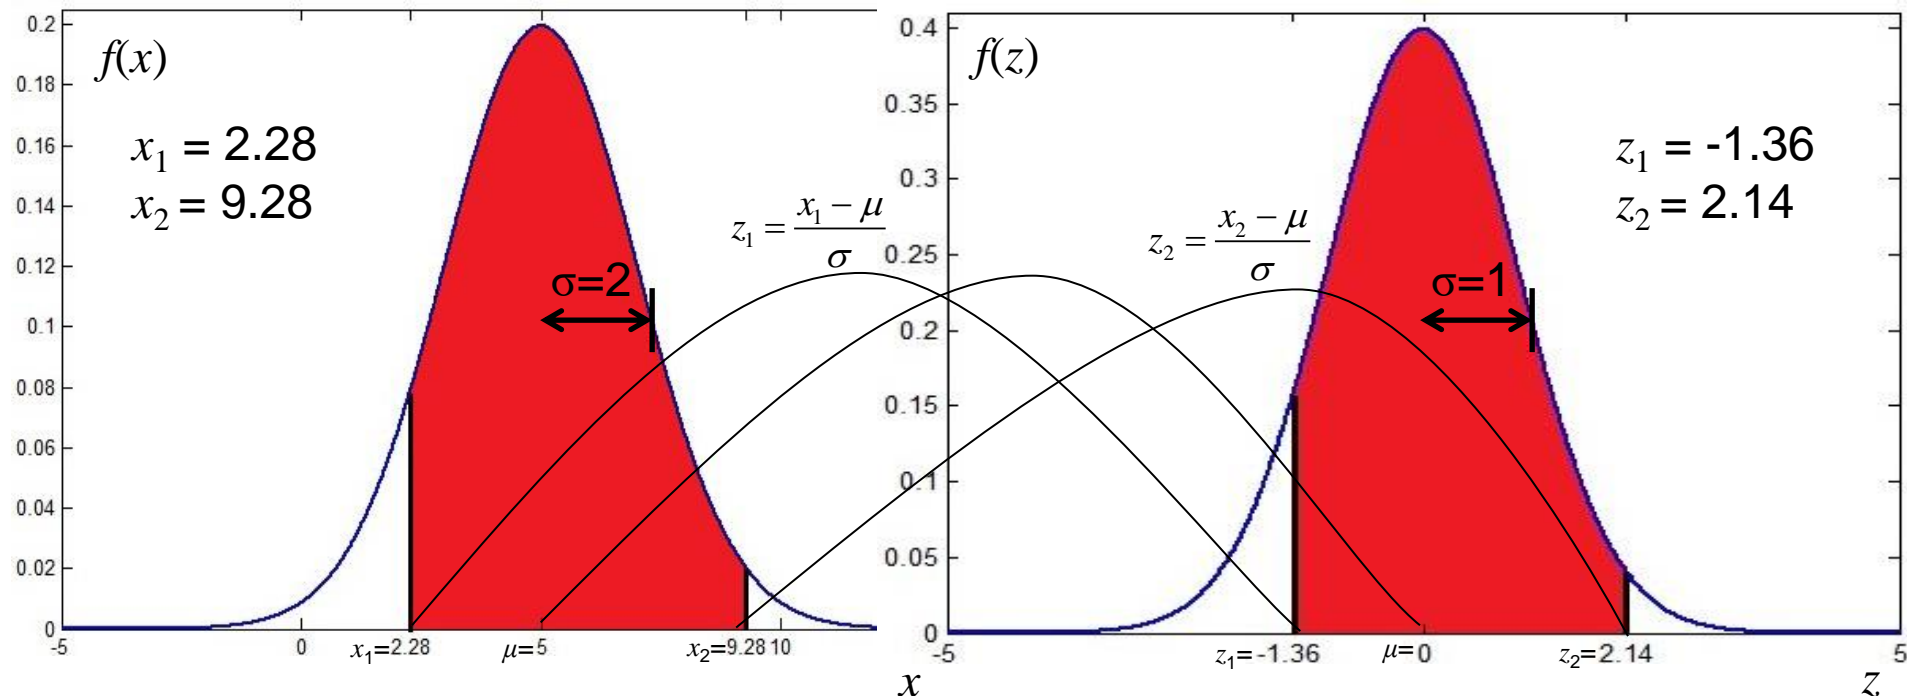 f(x)
x₁ = 2.28
x₂ = 9.28
σ=2
z₁ = (x₁ − μ)/σ
0.2
0.18
0.16
0.14
0.12
0.1
0.08
0.06
0.04
0.02
0
-5
0
x₁=2.28
μ=5
x₂=9.28
10
x
f(z)
z₁ = -1.36
z₂ = 2.14
z₂ = (x₂ − μ)/σ
σ=1
0.4
0.35
0.3
0.25
0.2
0.15
0.1
0.05
0
-5
z₁=-1.36
μ=0
z₂=2.14
5
z